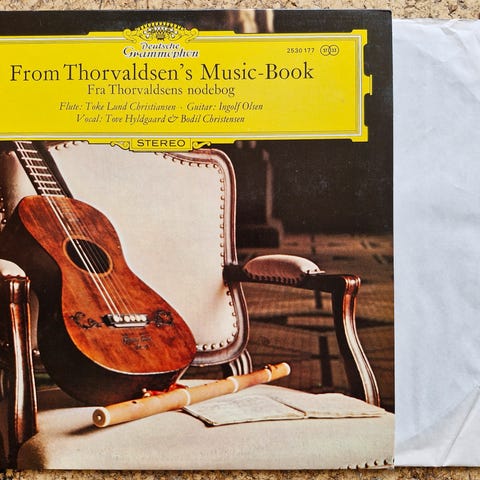 Deutsche
Grammophon
2530 177
33
From Thorvaldsen's Music-Book
Fra Thorvaldsens nodebog
Flute: Toke Lund Christiansen · Guitar: Ingolf Olsen
Vocal: Tove Hyldgaard & Bodil Christensen
STEREO